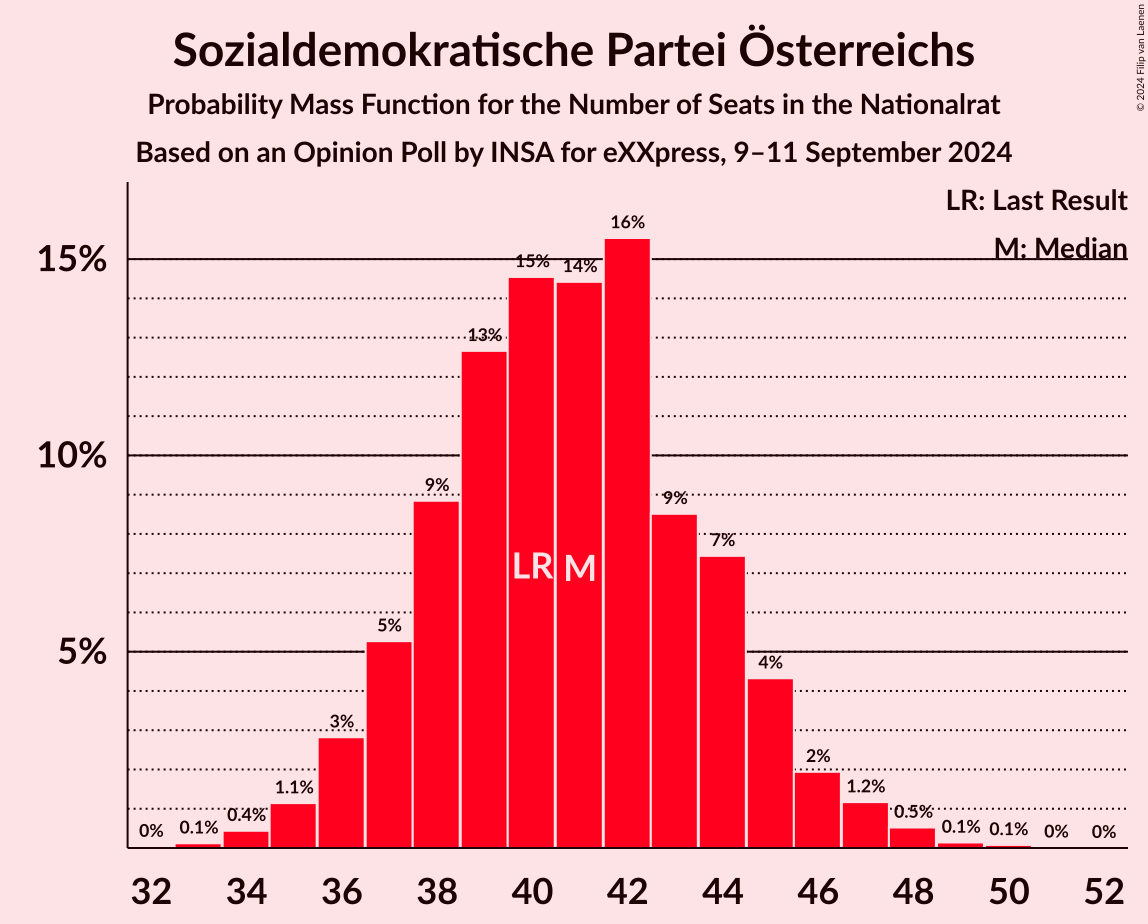 Sozialdemokratische Partei Österreichs
Probability Mass Function for the Number of Seats in the Nationalrat
Based on an Opinion Poll by INSA for eXXpress, 9–11 September 2024
© 2024 Filip van Laenen
LR: Last Result
M: Median
15%
10%
5%
0%
0.1%
0.4%
1.1%
3%
5%
9%
13%
15%
14%
16%
9%
7%
4%
2%
1.2%
0.5%
0.1%
0.1%
0%
0%
LR
M
32 34 36 38 40 42 44 46 48 50 52